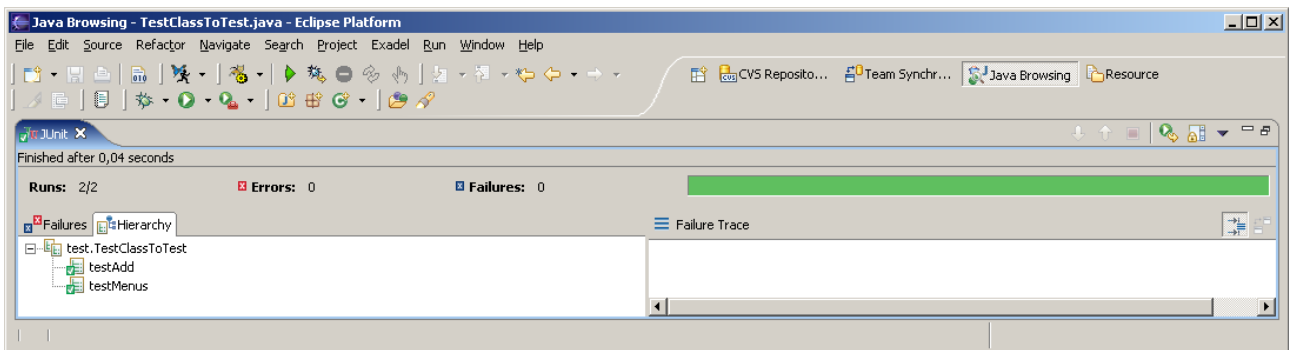 Java Browsing - TestClassToTest.java - Eclipse Platform
File Edit Source Refactor Navigate Search Project Exadel Run Window Help
CVS Reposito... Team Synchr... Java Browsing Resource
JUnit
Finished after 0,04 seconds
Runs: 2/2 Errors: 0 Failures: 0
Failures Hierarchy Failure Trace
test.TestClassToTest
testAdd
testMenus